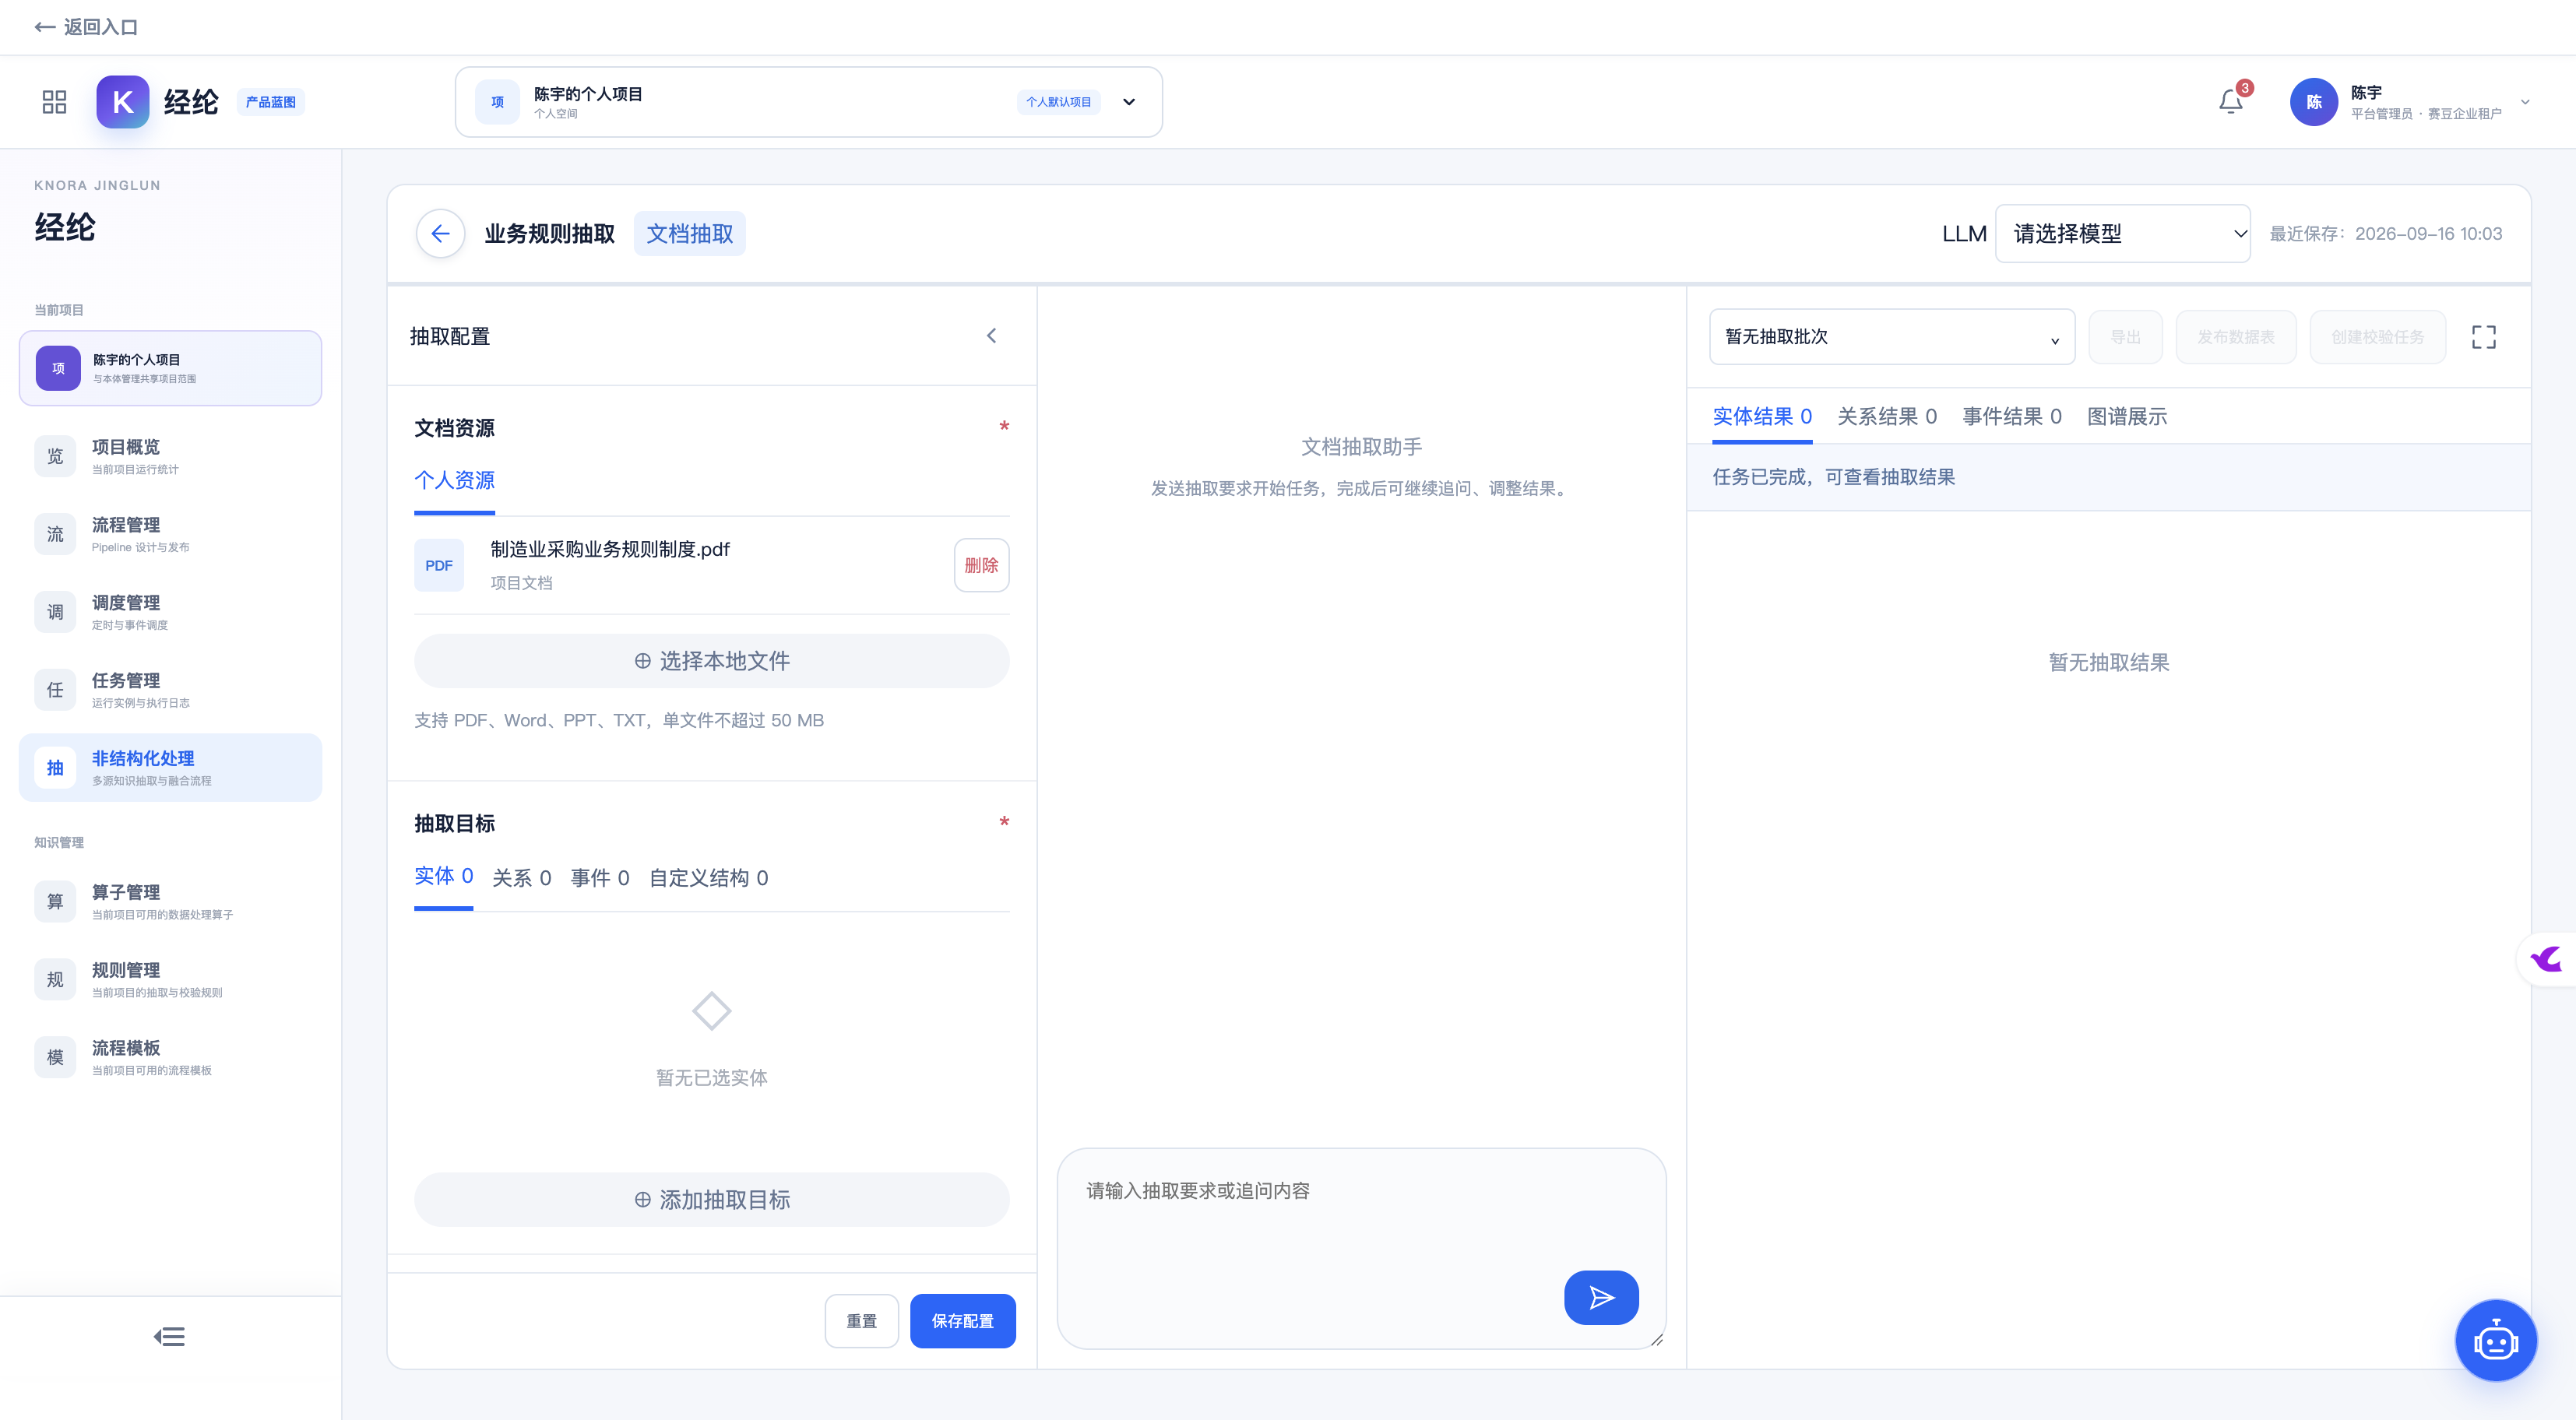 ← 返回入口
K 经纶 产品蓝图
项 陈宇的个人项目 个人默认项目
个人空间
3
陈 陈宇
平台管理员 · 赛豆企业租户
KNORA JINGLUN
经纶
当前项目
项 陈宇的个人项目
与本体管理共享项目范围
览 项目概览
当前项目运行统计
流 流程管理
Pipeline 设计与发布
调 调度管理
定时与事件调度
任 任务管理
运行实例与执行日志
抽 非结构化处理
多源知识抽取与融合流程
知识管理
算 算子管理
当前项目可用的数据处理算子
规 规则管理
当前项目的抽取与校验规则
模 流程模板
当前项目可用的流程模板
业务规则抽取 文档抽取
LLM 请选择模型 最近保存：2026-09-16 10:03
抽取配置
文档资源 *
个人资源
PDF 制造业采购业务规则制度.pdf 删除
项目文档
⊕ 选择本地文件
支持 PDF、Word、PPT、TXT，单文件不超过 50 MB
抽取目标 *
实体 0 关系 0 事件 0 自定义结构 0
暂无已选实体
⊕ 添加抽取目标
重置 保存配置
文档抽取助手
发送抽取要求开始任务，完成后可继续追问、调整结果。
请输入抽取要求或追问内容
暂无抽取批次 导出 发布数据表 创建校验任务
实体结果 0 关系结果 0 事件结果 0 图谱展示
任务已完成，可查看抽取结果
暂无抽取结果